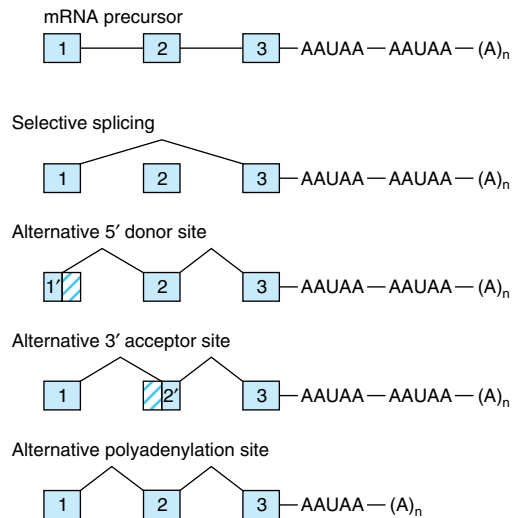 mRNA precursor
1 2 3 AAUAA — AAUAA — (A)n
Selective splicing
1 2 3 AAUAA — AAUAA — (A)n
Alternative 5′ donor site
1′ 2 3 AAUAA — AAUAA — (A)n
Alternative 3′ acceptor site
1 2′ 3 AAUAA — AAUAA — (A)n
Alternative polyadenylation site
1 2 3 AAUAA — (A)n